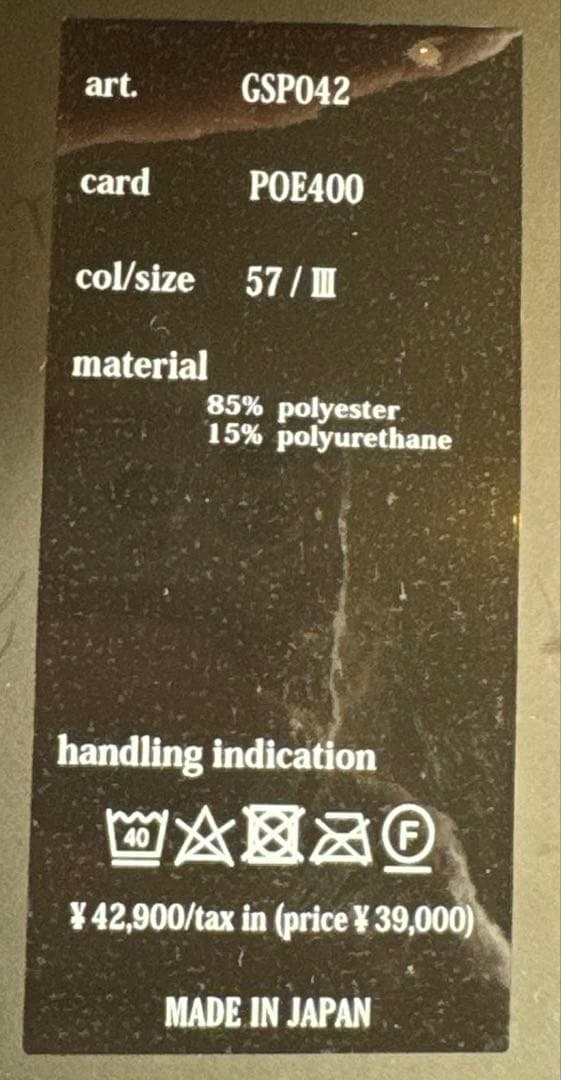 art. GSP042
card POE400
col/size 57 / Ⅲ
material
85% polyester
15% polyurethane
handling indication
40 F
¥ 42,900/tax in (price ¥ 39,000)
MADE IN JAPAN